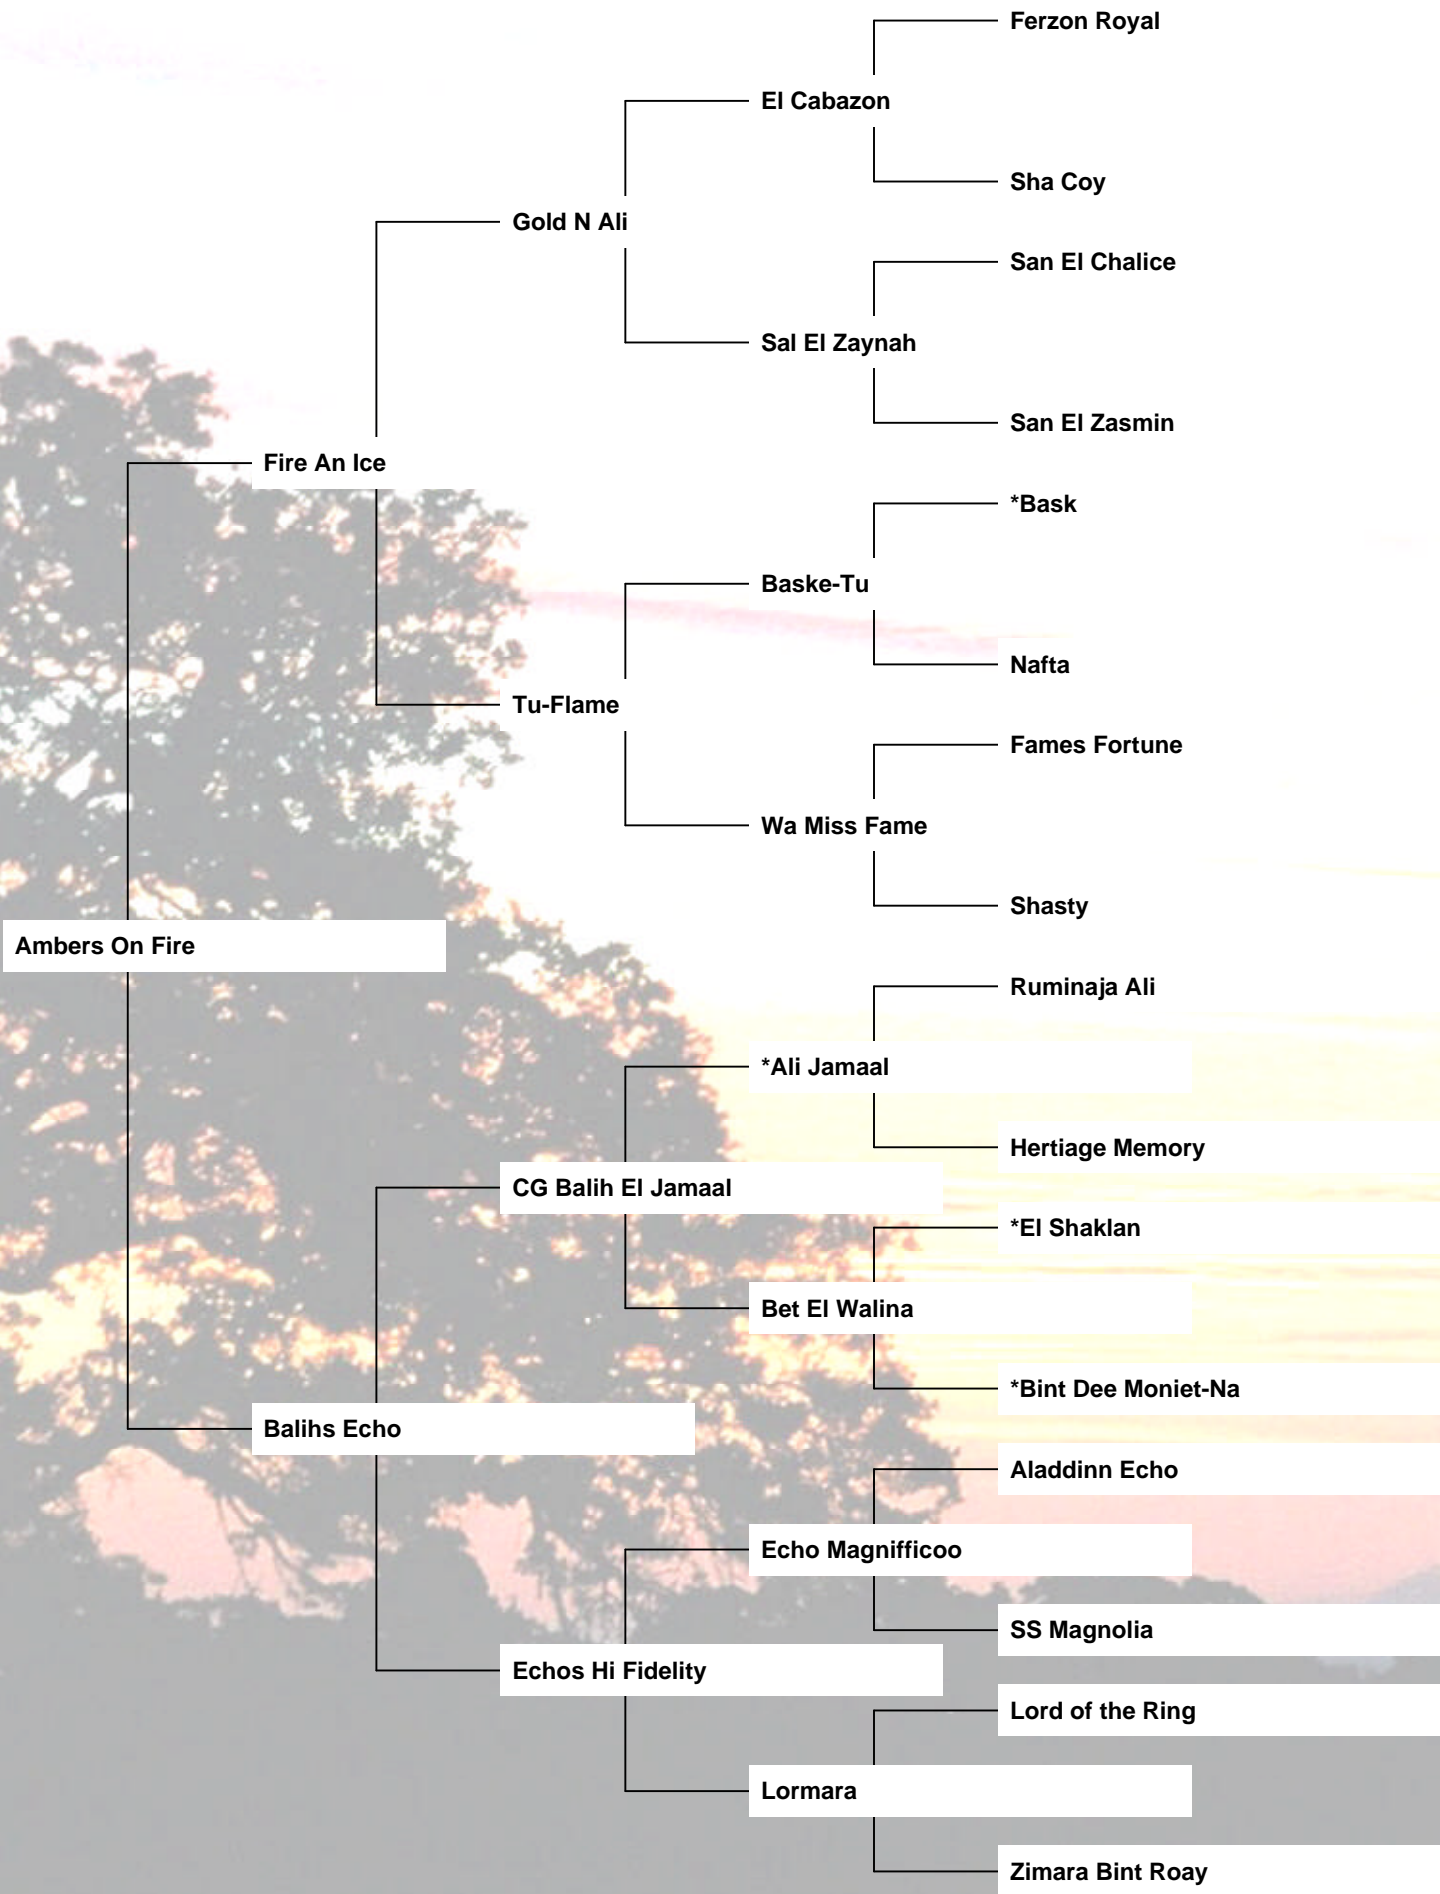 Ferzon Royal
El Cabazon
Sha Coy
Gold N Ali
San El Chalice
Sal El Zaynah
San El Zasmin
Fire An Ice
*Bask
Baske-Tu
Nafta
Tu-Flame
Fames Fortune
Wa Miss Fame
Shasty
Ambers On Fire
Ruminaja Ali
*Ali Jamaal
Hertiage Memory
CG Balih El Jamaal
*El Shaklan
Bet El Walina
*Bint Dee Moniet-Na
Balihs Echo
Aladdinn Echo
Echo Magnifficoo
SS Magnolia
Echos Hi Fidelity
Lord of the Ring
Lormara
Zimara Bint Roay